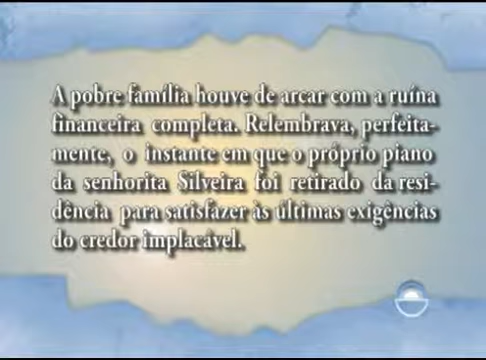 A pobre família houve de arcar com a ruína
financeira completa. Relembrava, perfeita-
mente, o instante em que o próprio piano
da senhorita Silveira foi retirado da resi-
dência para satisfazer às últimas exigências
do credor implacável.